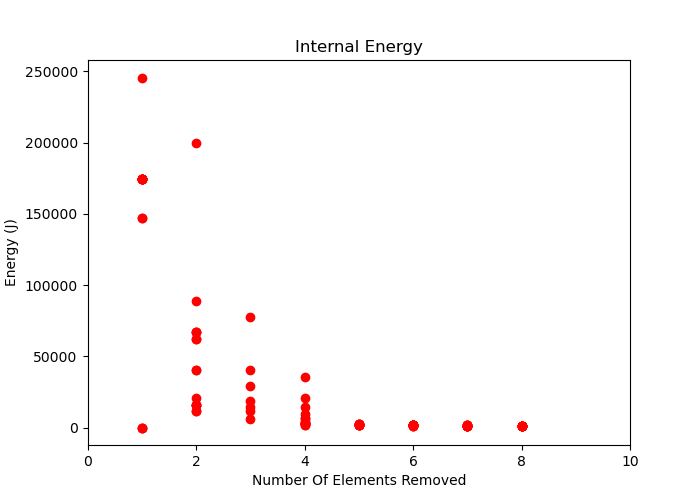 Internal Energy
Energy (J)
250000
200000
150000
100000
50000
0
0 2 4 6 8 10
Number Of Elements Removed